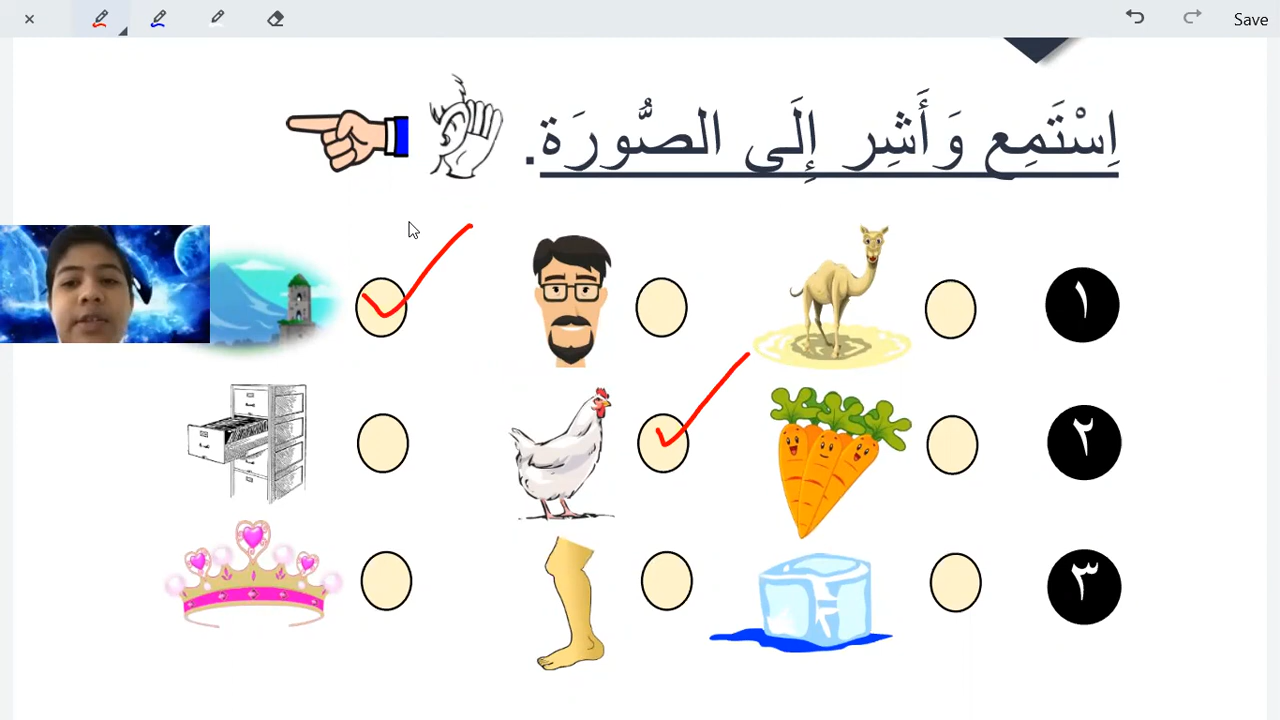 Save
اِسْتَمِع وَأَشِر إِلَى الصُّورَة.
١
٢
٣